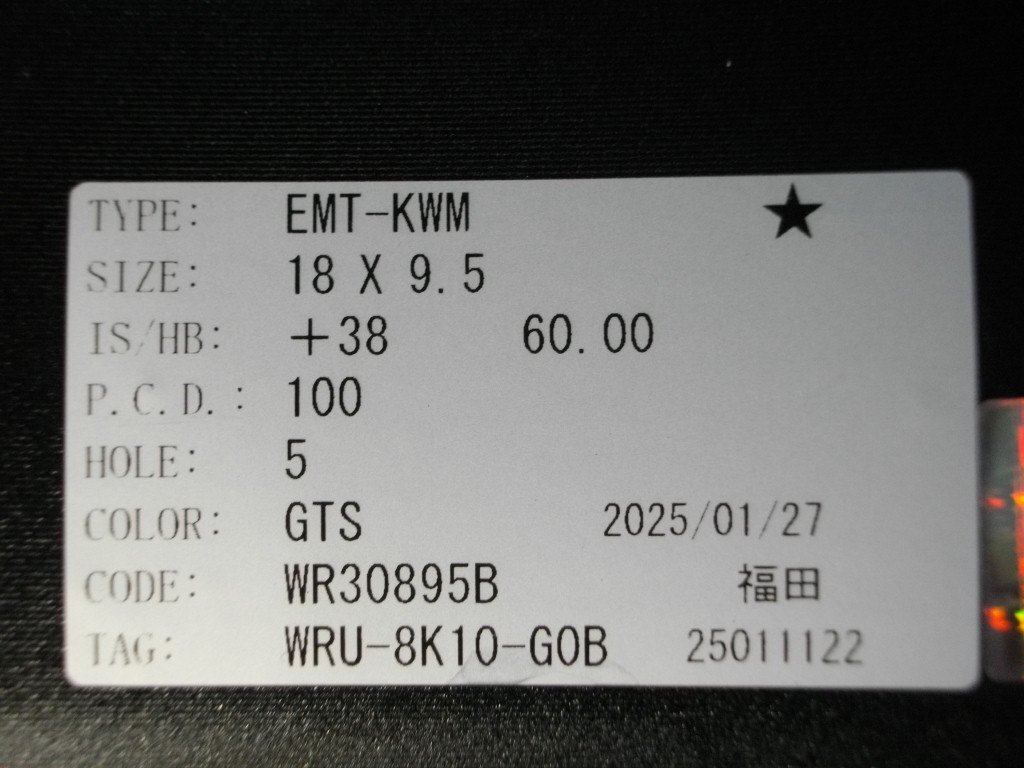 TYPE: EMT-KWM ★
SIZE: 18 X 9.5
IS/HB: +38 60.00
P.C.D.: 100
HOLE: 5
COLOR: GTS 2025/01/27
CODE: WR30895B 福田
TAG: WRU-8K10-G0B 25011122